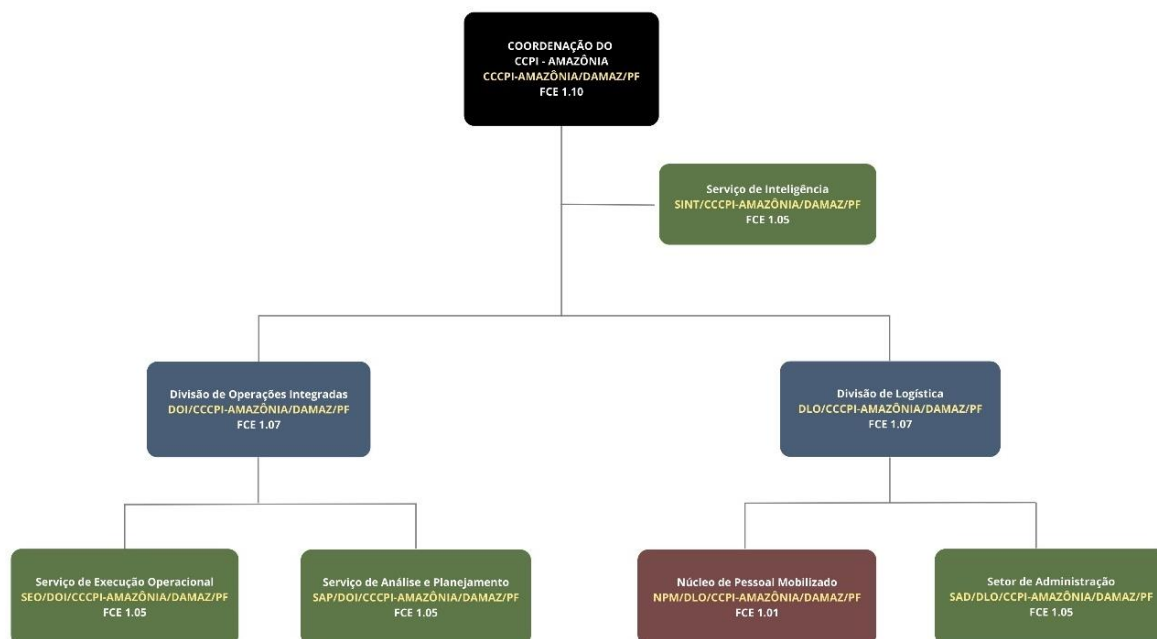 COORDENAÇÃO DO
CCPI - AMAZÔNIA
CCCPI-AMAZÔNIA/DAMAZ/PF
FCE 1.10
Serviço de Inteligência
SINT/CCCPI-AMAZÔNIA/DAMAZ/PF
FCE 1.05
Divisão de Operações Integradas
DOI/CCCPI-AMAZÔNIA/DAMAZ/PF
FCE 1.07
Divisão de Logística
DLO/CCCPI-AMAZÔNIA/DAMAZ/PF
FCE 1.07
Serviço de Execução Operacional
SEO/DOI/CCCPI-AMAZÔNIA/DAMAZ/PF
FCE 1.05
Serviço de Análise e Planejamento
SAP/DOI/CCCPI-AMAZÔNIA/DAMAZ/PF
FCE 1.05
Núcleo de Pessoal Mobilizado
NPM/DLO/CCPI-AMAZÔNIA/DAMAZ/PF
FCE 1.01
Setor de Administração
SAD/DLO/CCPI-AMAZÔNIA/DAMAZ/PF
FCE 1.05